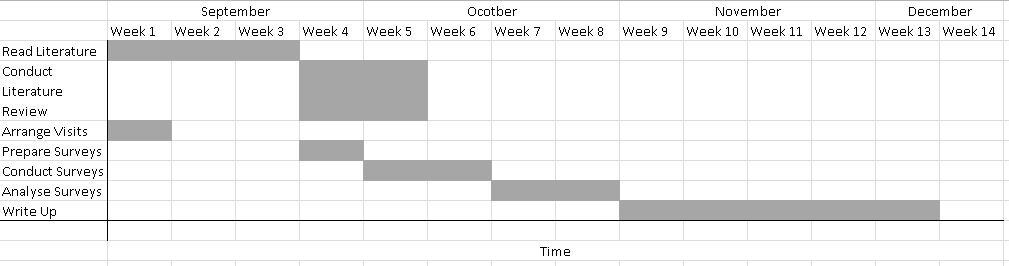 September Ocotber November December
Week 1 Week 2 Week 3 Week 4 Week 5 Week 6 Week 7 Week 8 Week 9 Week 10 Week 11 Week 12 Week 13 Week 14
Read Literature
Conduct
Literature
Review
Arrange Visits
Prepare Surveys
Conduct Surveys
Analyse Surveys
Write Up
Time